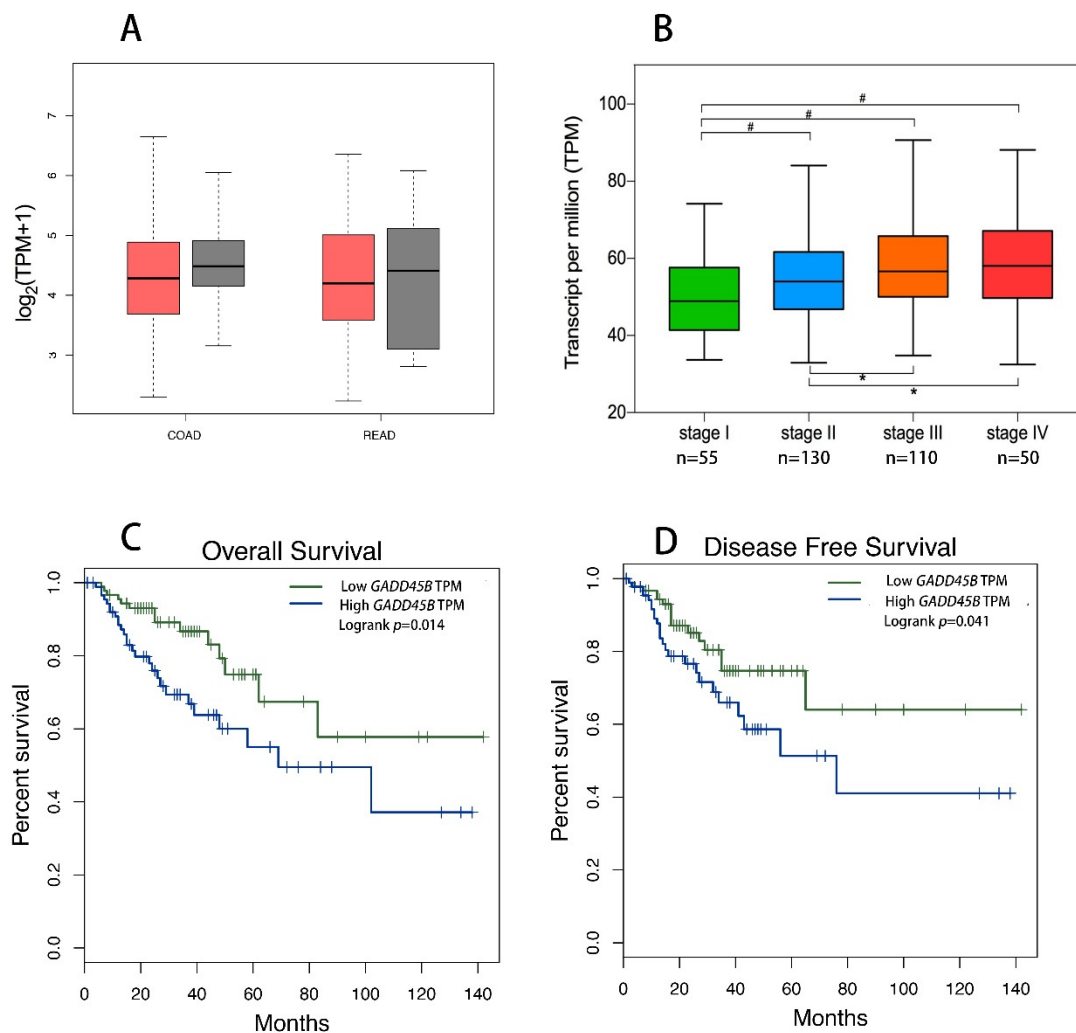 A
log₂(TPM+1)
7
6
5
4
3
COAD
READ
B
Transcript per million (TPM)
100
80
60
40
20
#
#
#
*
*
stage I
stage II
stage III
stage IV
n=55
n=130
n=110
n=50
C
Overall Survival
Low GADD45B TPM
High GADD45B TPM
Logrank p=0.014
Percent survival
1.0
0.8
0.6
0.4
0.2
0.0
0 20 40 60 80 100 120 140
Months
D
Disease Free Survival
Low GADD45B TPM
High GADD45B TPM
Logrank p=0.041
Percent survival
1.0
0.8
0.6
0.4
0.2
0.0
0 20 40 60 80 100 120 140
Months